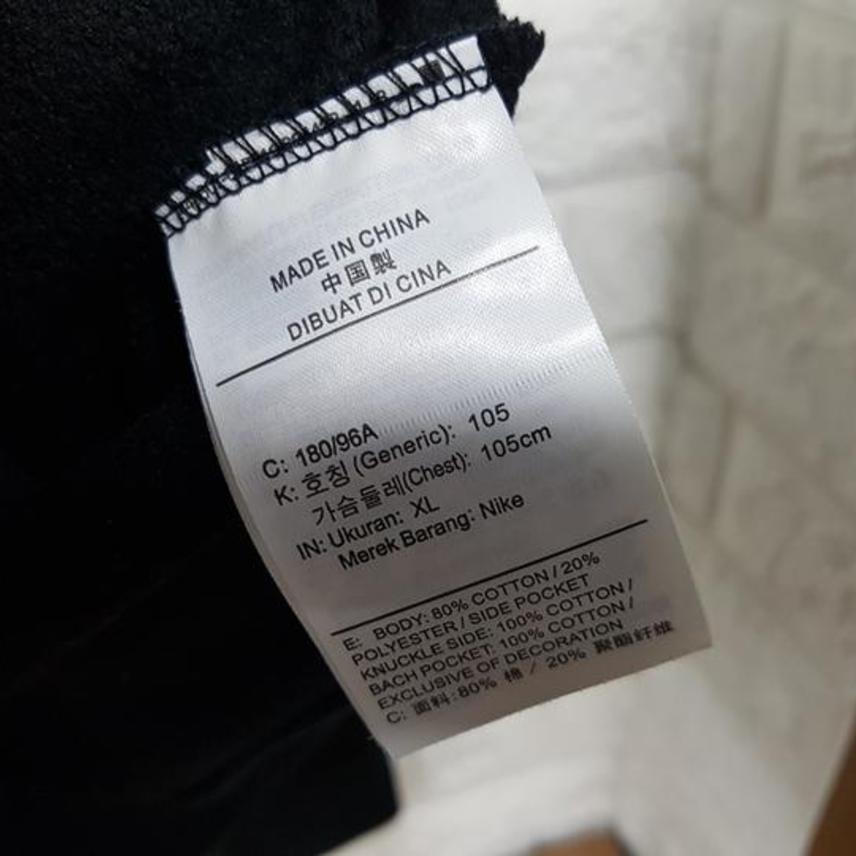 MADE IN CHINA
中国製
DIBUAT DI CINA
C: 180/96A
K: 호칭 (Generic): 105
가슴둘레(Chest): 105cm
IN: Ukuran: XL
Merek Barang: Nike
E: BODY: 80% COTTON / 20%
POLYESTER / SIDE POCKET
KNUCKLE SIDE: 100% COTTON /
BACH POCKET: 100% COTTON /
EXCLUSIVE OF DECORATION
C: 面料: 80% 棉 / 20% 聚酯纤维